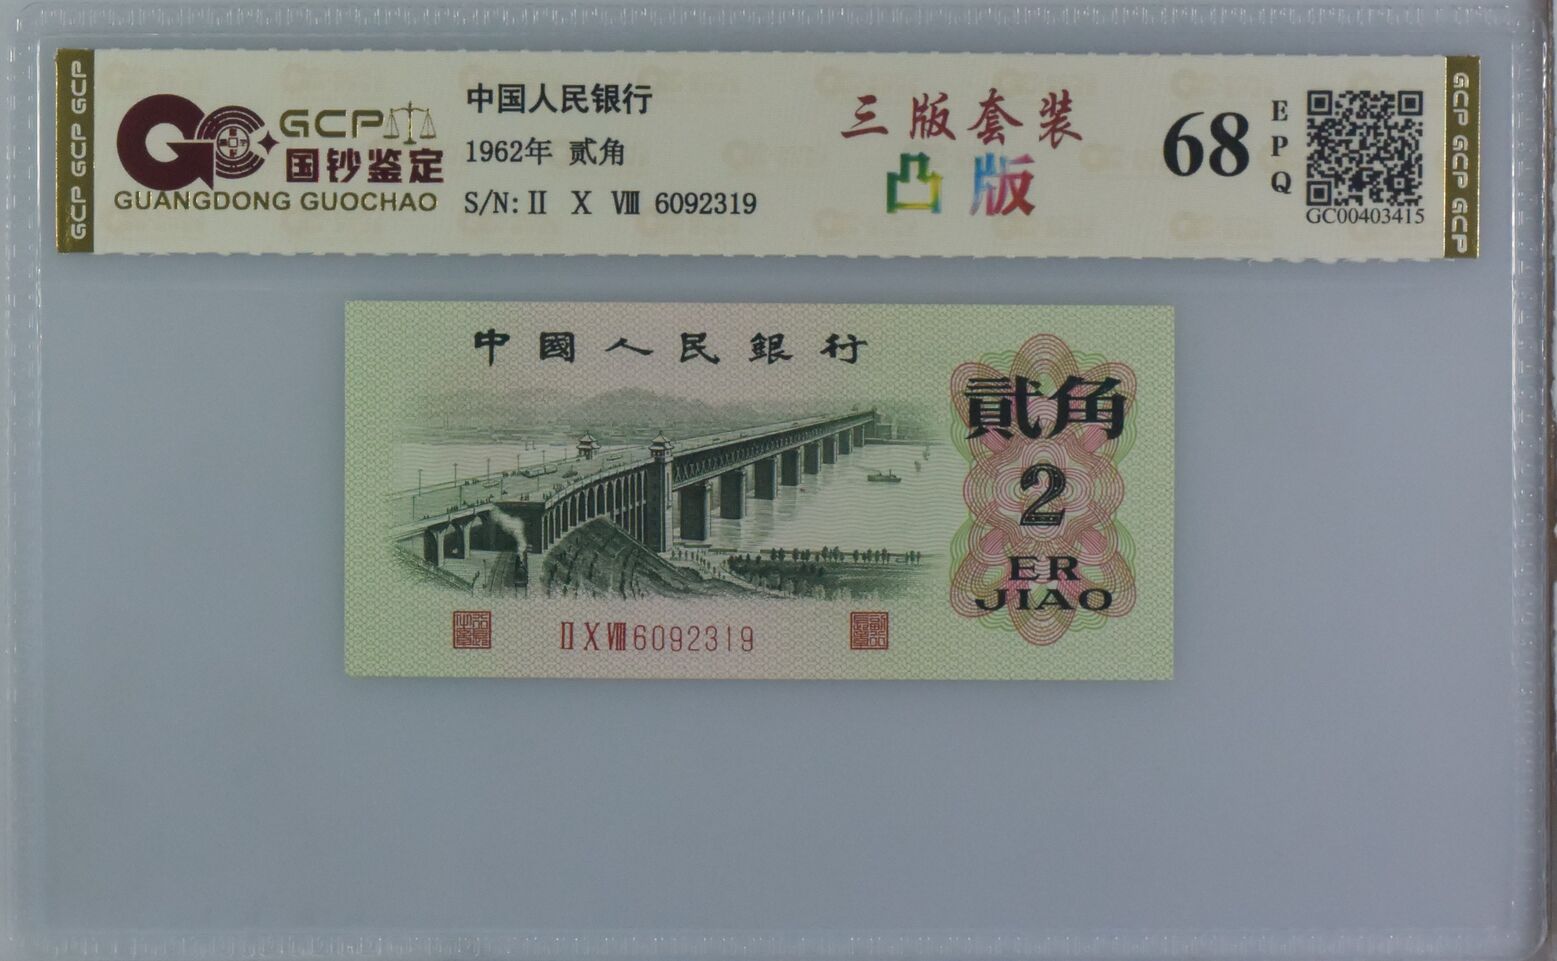 GCP GCP GCP
GCP
国钞鉴定
GUANGDONG GUOCHAO
中国人民银行
1962年 贰角
S/N: II X VIII 6092319
三版套装
凸版
68
EPQ
GC00403415
GCP GCP GCP
中國人民銀行
貳角
2
ER
JIAO
II X VIII 6092319